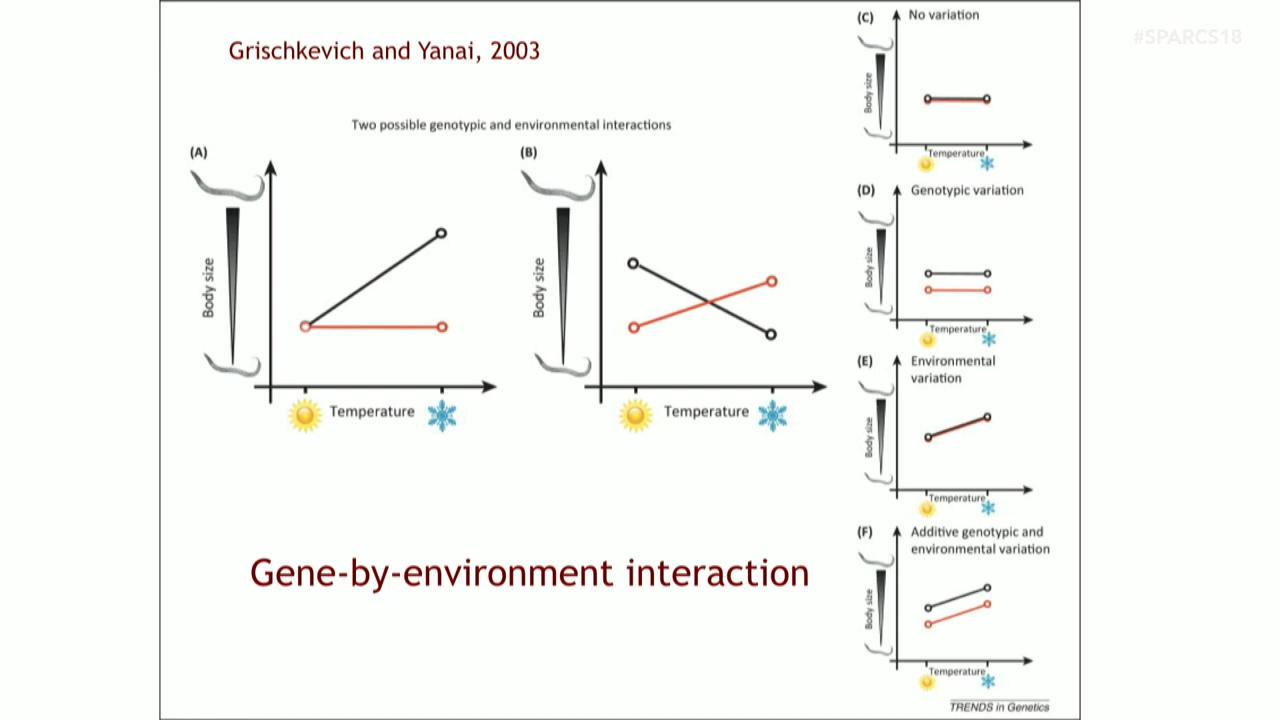 #SPARCS18
Grischkevich and Yanai, 2003
Two possible genotypic and environmental interactions
(A)
Body size
Temperature
(B)
Body size
Temperature
(C)
No variation
Body size
Temperature
(D)
Genotypic variation
Body size
Temperature
(E)
Environmental
variation
Body size
Temperature
(F)
Additive genotypic and
environmental variation
Body size
Temperature
Gene-by-environment interaction
TRENDS in Genetics